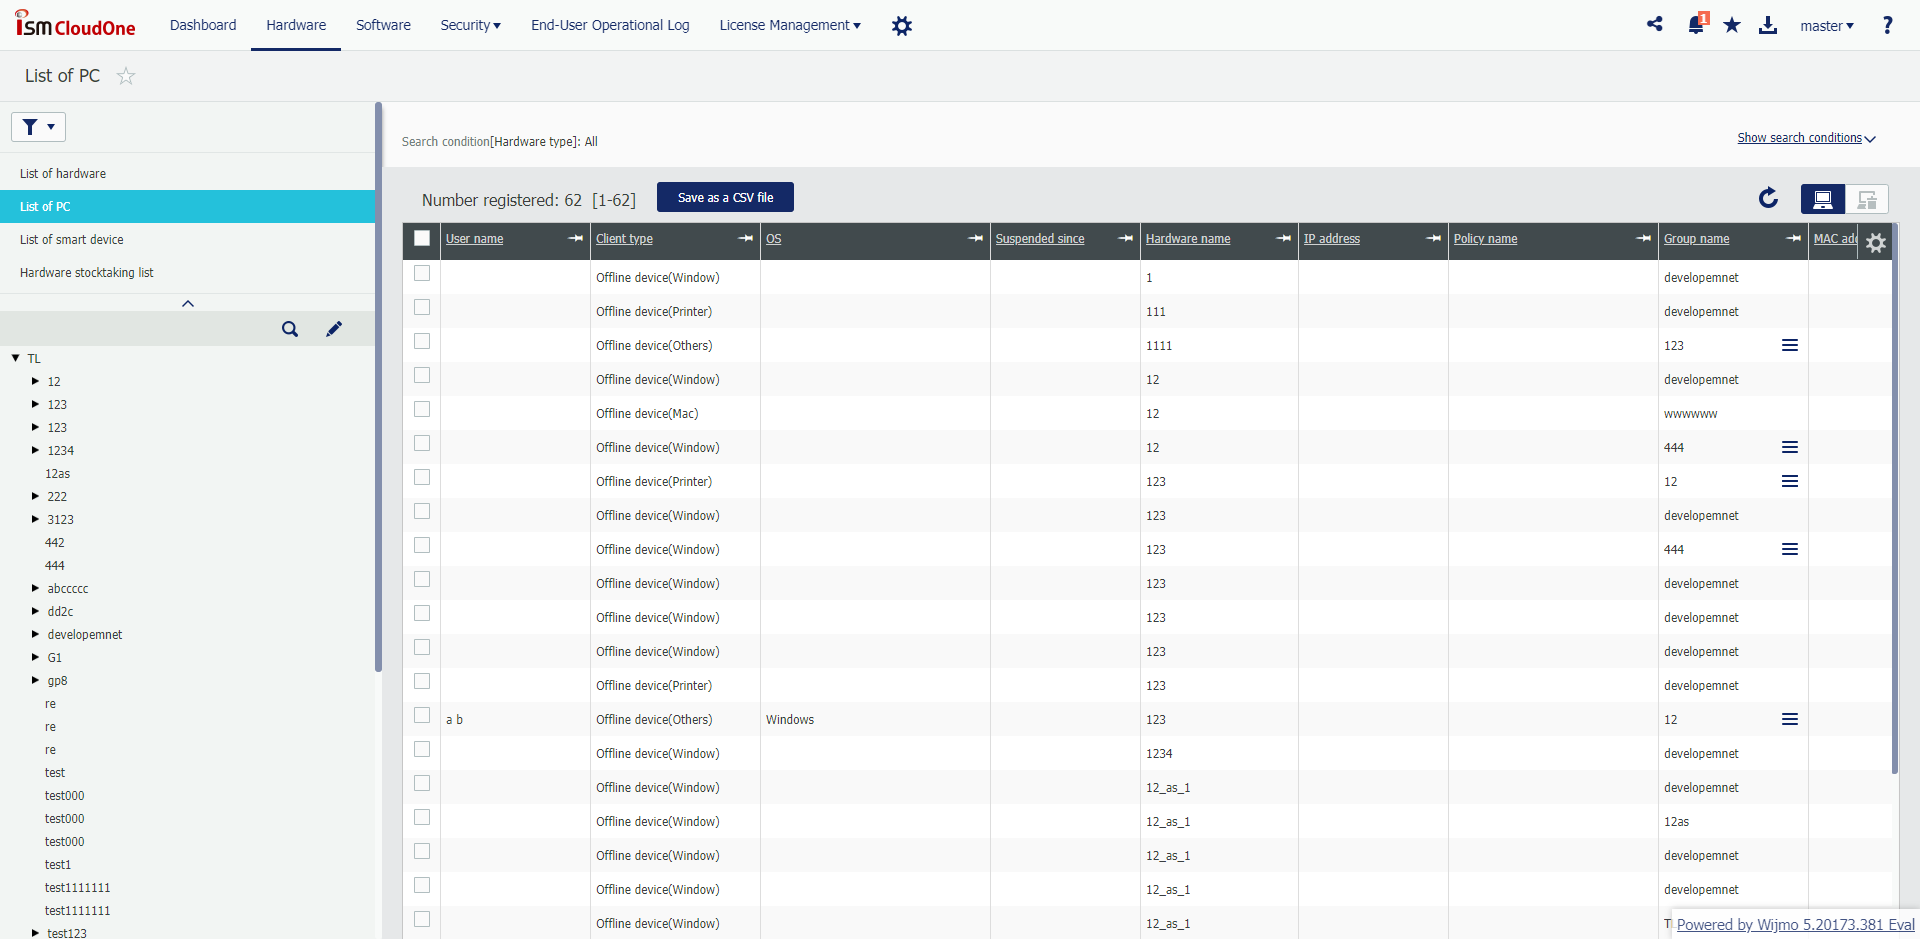 ISM CloudOne
Dashboard
Hardware
Software
Security
End-User Operational Log
License Management
1
master
?
List of PC
List of hardware
List of PC
List of smart device
Hardware stocktaking list
TL
12
123
123
1234
12as
222
3123
442
444
abccccc
dd2c
developemnet
G1
gp8
re
re
re
test
test000
test000
test000
test1
test1111111
test1111111
test123
Search condition[Hardware type]: All
Show search conditions
Number registered: 62 [1-62]
Save as a CSV file
User name Client type OS Suspended since Hardware name IP address Policy name Group name MAC
Offline device(Window) 1 developemnet
Offline device(Printer) 111 developemnet
Offline device(Others) 1111 123
Offline device(Window) 12 developemnet
Offline device(Mac) 12 wwwwww
Offline device(Window) 12 444
Offline device(Printer) 123 12
Offline device(Window) 123 developemnet
Offline device(Window) 123 444
Offline device(Window) 123 developemnet
Offline device(Window) 123 developemnet
Offline device(Window) 123 developemnet
Offline device(Printer) 123 developemnet
a b Offline device(Others) Windows 123 12
Offline device(Window) 1234 developemnet
Offline device(Window) 12_as_1 developemnet
Offline device(Window) 12_as_1 12as
Offline device(Window) 12_as_1 developemnet
Offline device(Window) 12_as_1 developemnet
Offline device(Window) 12_as_1
Powered by Wijmo 5.20173.381 Eval